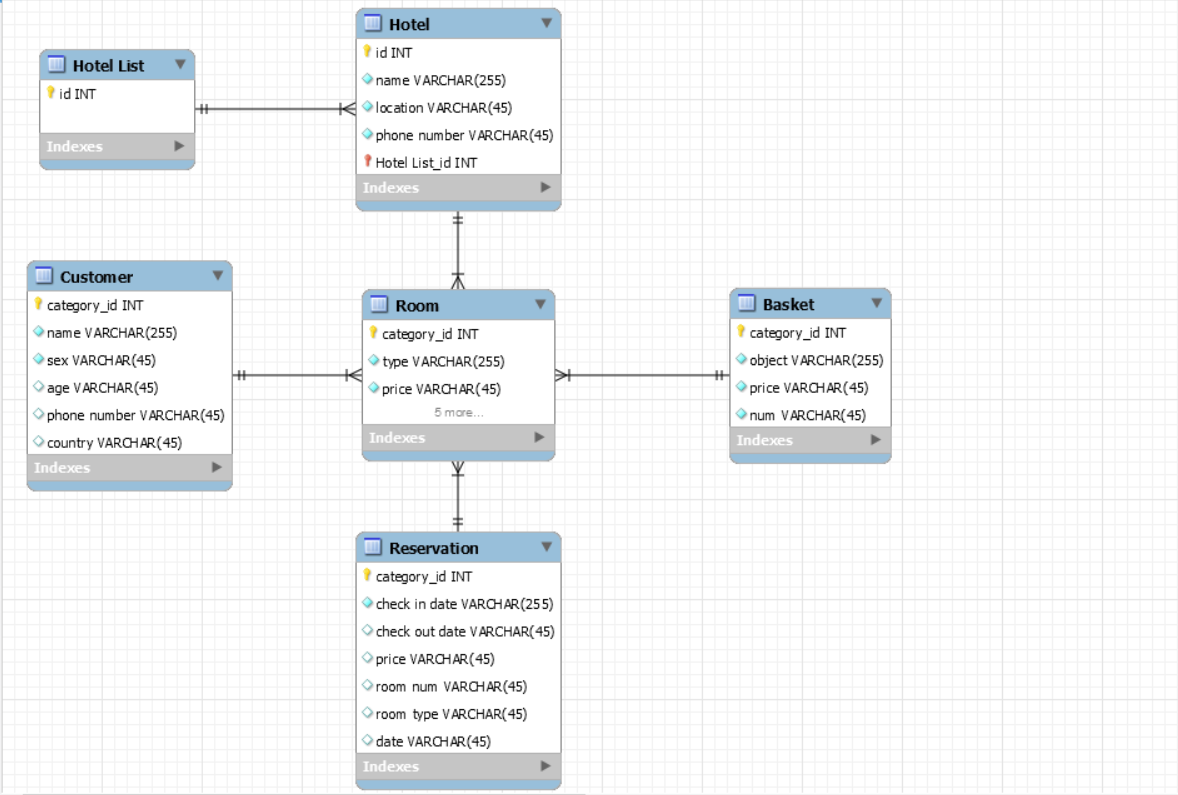 Hotel List
id INT
Indexes
Hotel
id INT
name VARCHAR(255)
location VARCHAR(45)
phone number VARCHAR(45)
Hotel List_id INT
Indexes
Customer
category_id INT
name VARCHAR(255)
sex VARCHAR(45)
age VARCHAR(45)
phone number VARCHAR(45)
country VARCHAR(45)
Indexes
Room
category_id INT
type VARCHAR(255)
price VARCHAR(45)
5 more...
Indexes
Basket
category_id INT
object VARCHAR(255)
price VARCHAR(45)
num VARCHAR(45)
Indexes
Reservation
category_id INT
check in date VARCHAR(255)
check out date VARCHAR(45)
price VARCHAR(45)
room num VARCHAR(45)
room type VARCHAR(45)
date VARCHAR(45)
Indexes